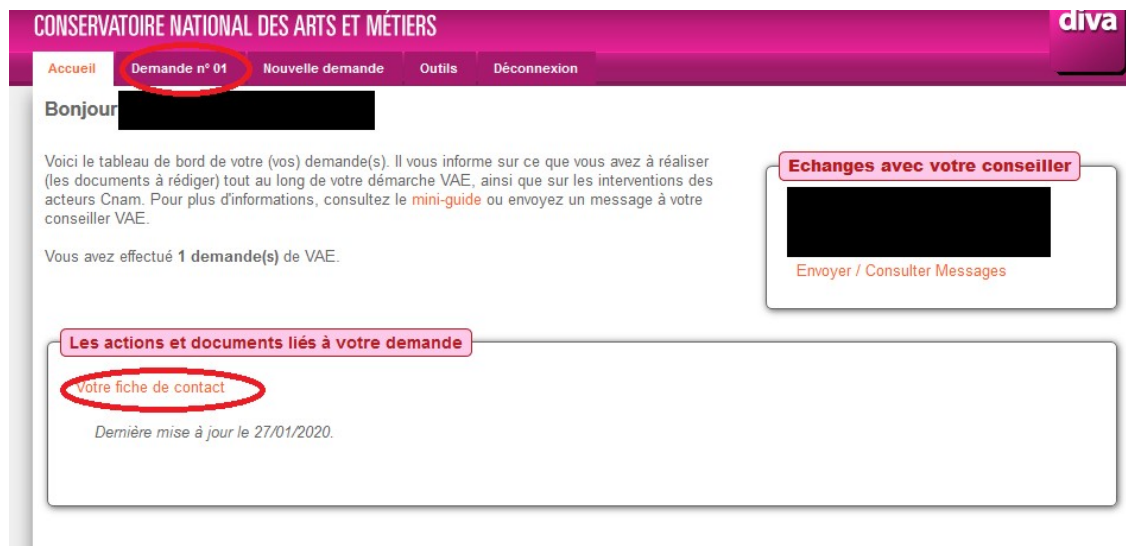 CONSERVATOIRE NATIONAL DES ARTS ET MÉTIERS
diva
Accueil Demande n° 01 Nouvelle demande Outils Déconnexion
Bonjour
Voici le tableau de bord de votre (vos) demande(s). Il vous informe sur ce que vous avez à réaliser
(les documents à rédiger) tout au long de votre démarche VAE, ainsi que sur les interventions des
acteurs Cnam. Pour plus d'informations, consultez le mini-guide ou envoyez un message à votre
conseiller VAE.
Vous avez effectué 1 demande(s) de VAE.
Echanges avec votre conseiller
Envoyer / Consulter Messages
Les actions et documents liés à votre demande
Votre fiche de contact
Dernière mise à jour le 27/01/2020.